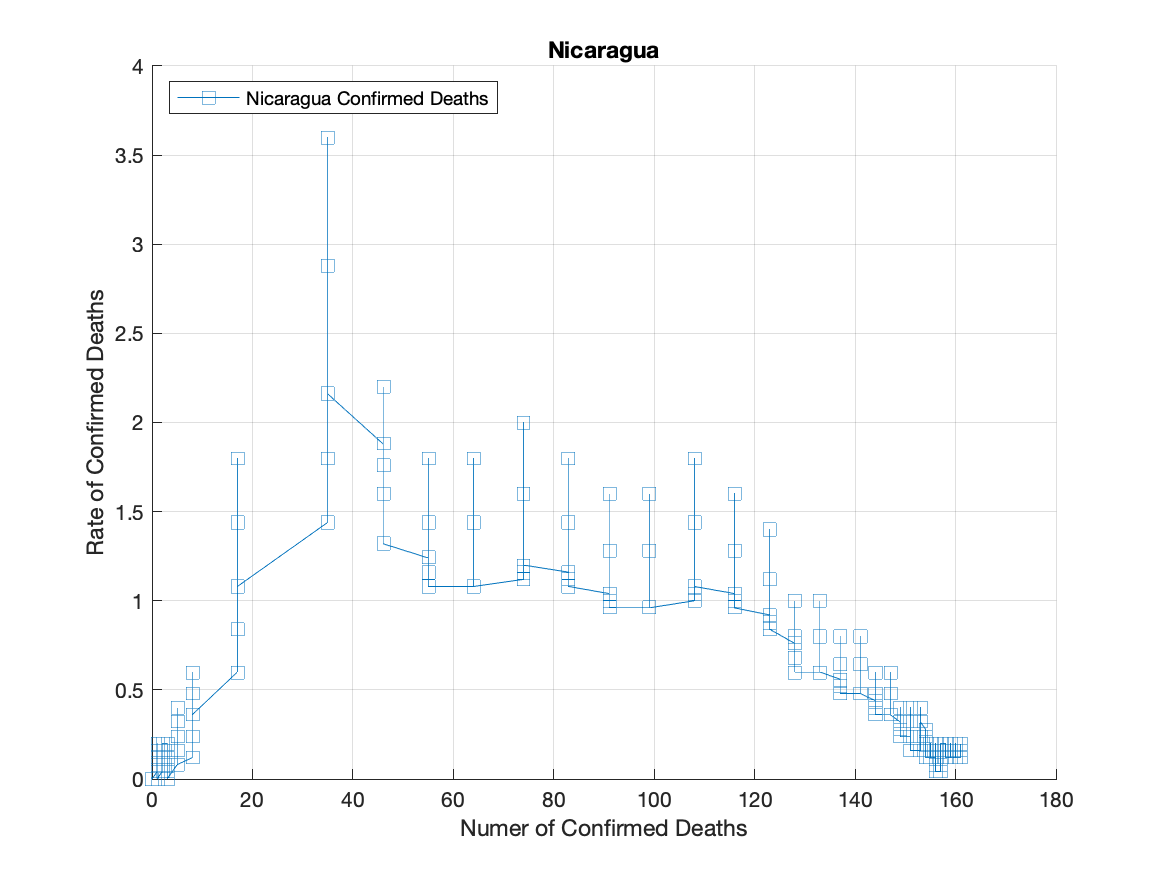 Nicaragua
Nicaragua Confirmed Deaths
4
3.5
3
2.5
2
1.5
1
0.5
0
Rate of Confirmed Deaths
0 20 40 60 80 100 120 140 160 180
Numer of Confirmed Deaths